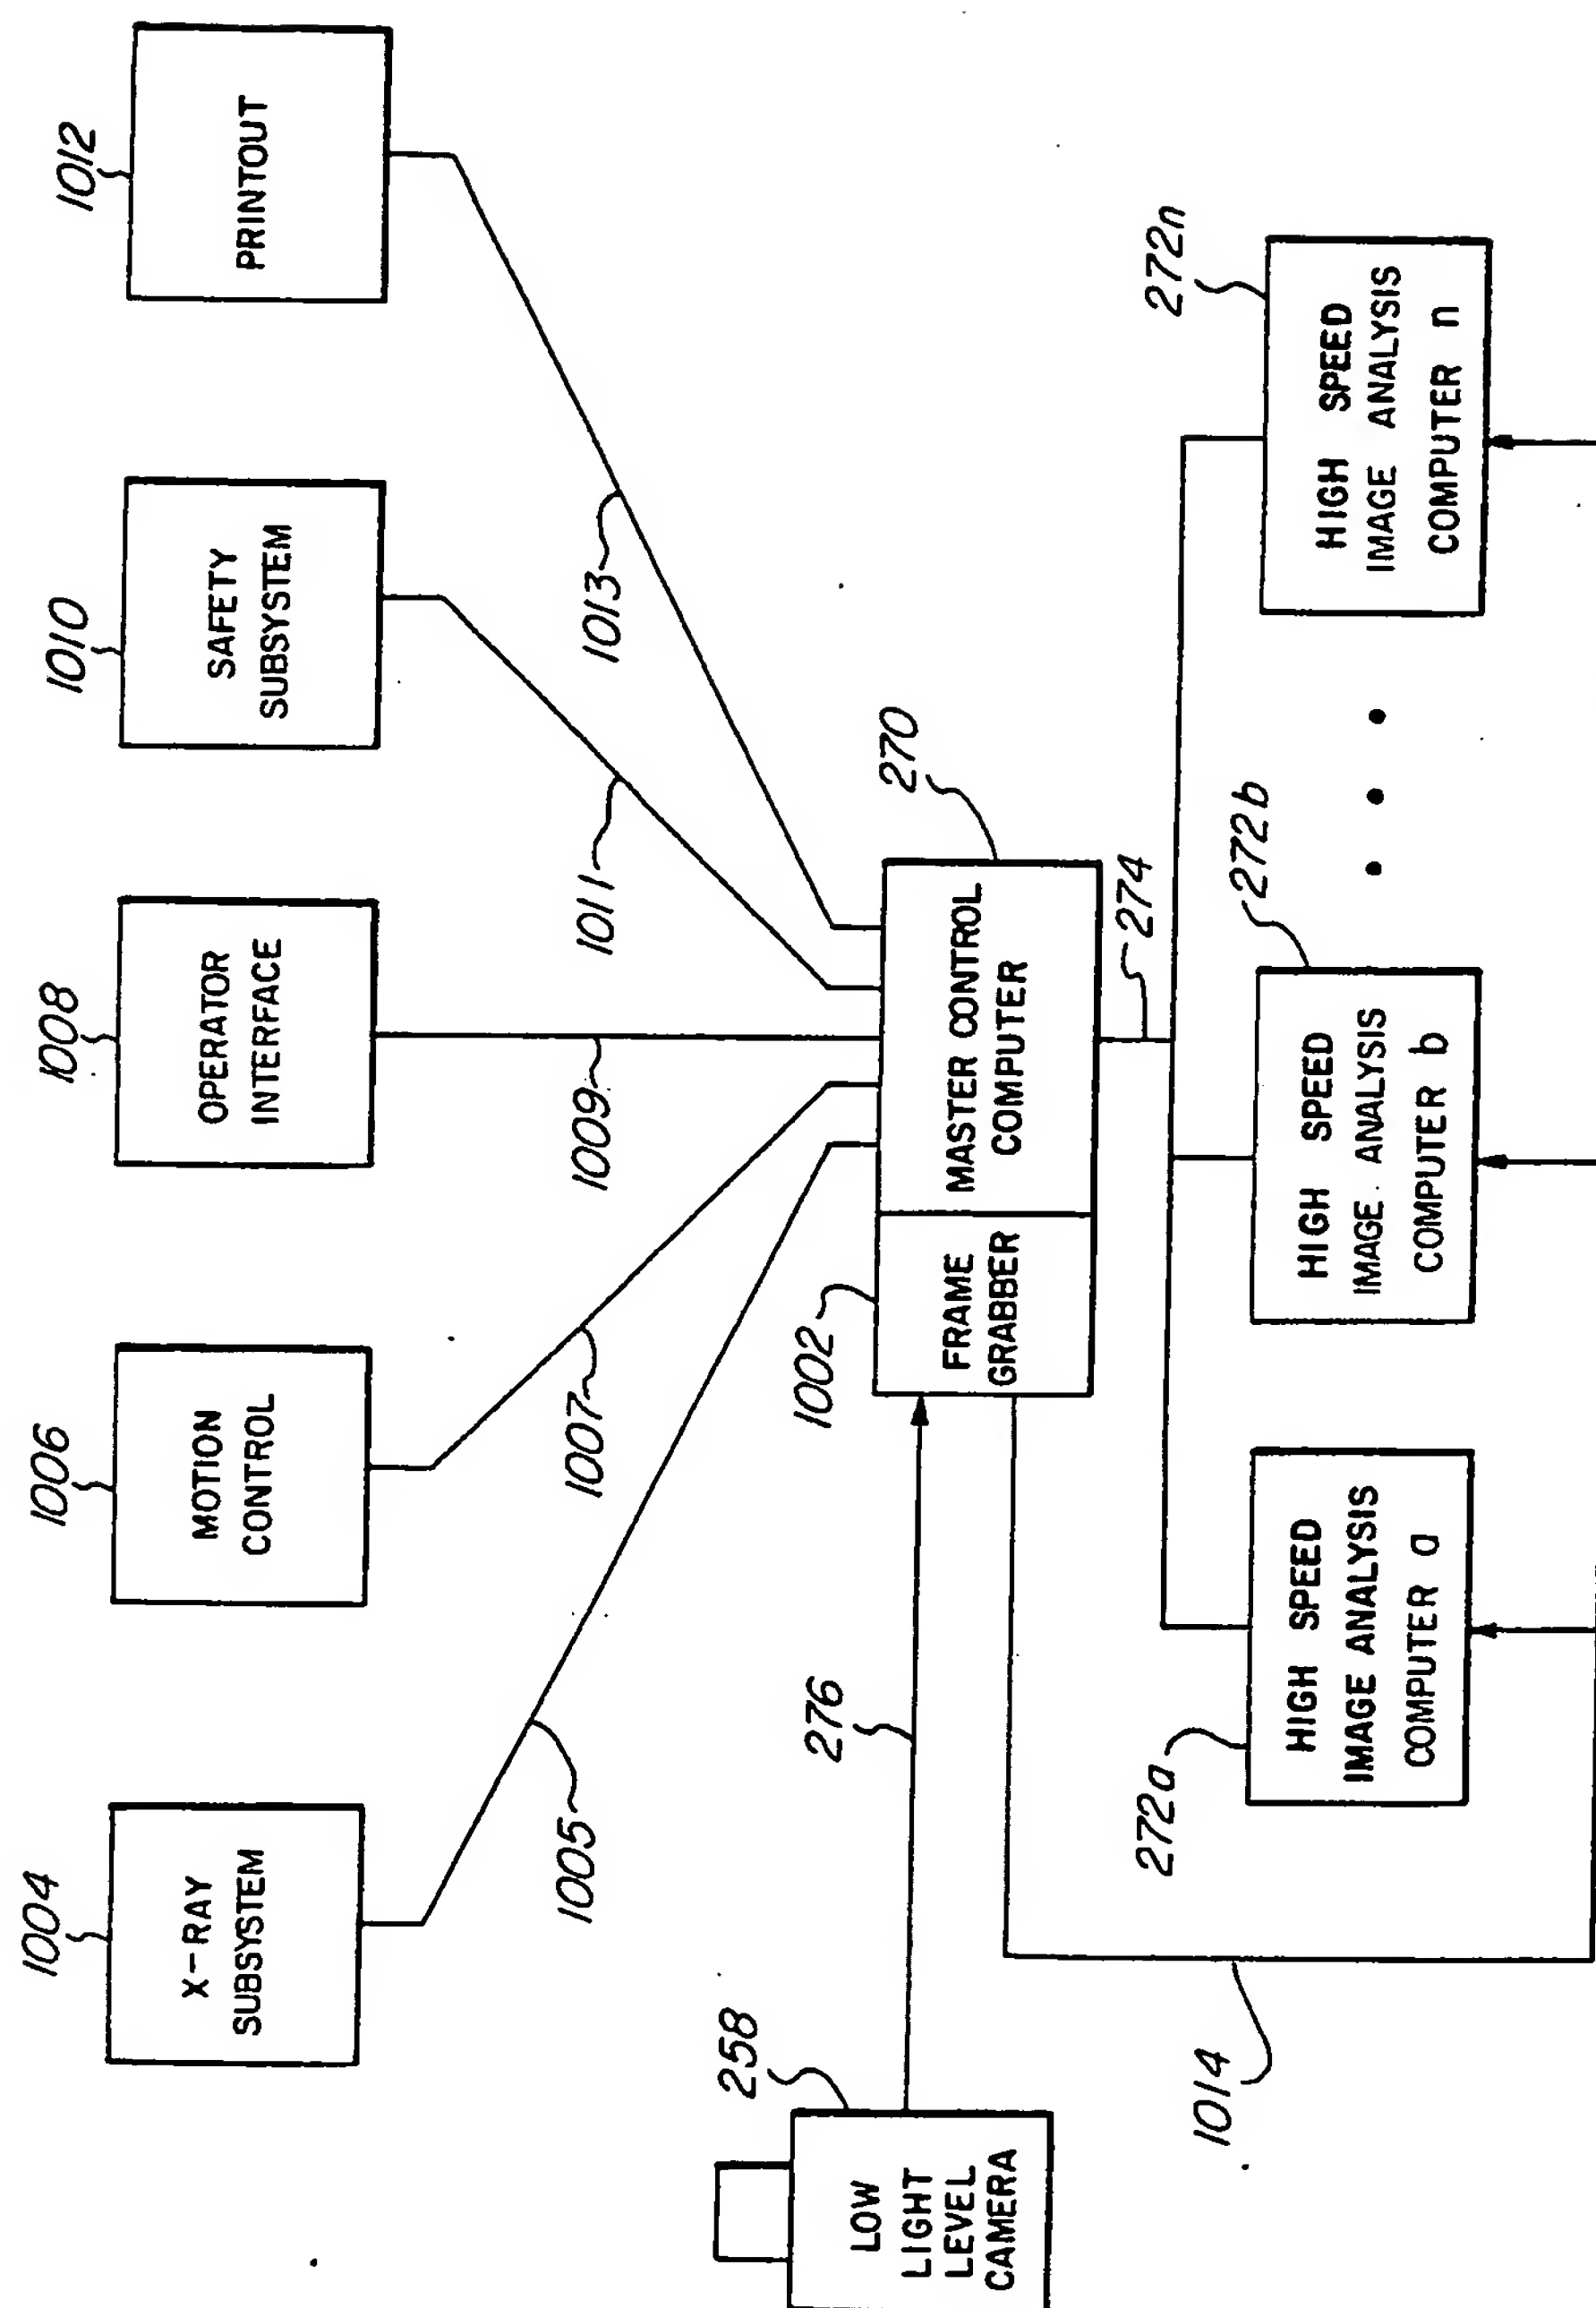 1004
X-RAY
SUBSYSTEM
1006
MOTION
CONTROL
1008
OPERATOR
INTERFACE
1010
SAFETY
SUBSYSTEM
1012
PRINTOUT
1005
1007
1009
1011
1013
258
LOW
LIGHT
LEVEL
CAMERA
276
1002
FRAME
GRABBER
MASTER CONTROL
COMPUTER
270
274
1014
272a
HIGH SPEED
IMAGE ANALYSIS
COMPUTER a
272b
HIGH SPEED
IMAGE ANALYSIS
COMPUTER b
• • •
272n
HIGH SPEED
IMAGE ANALYSIS
COMPUTER n